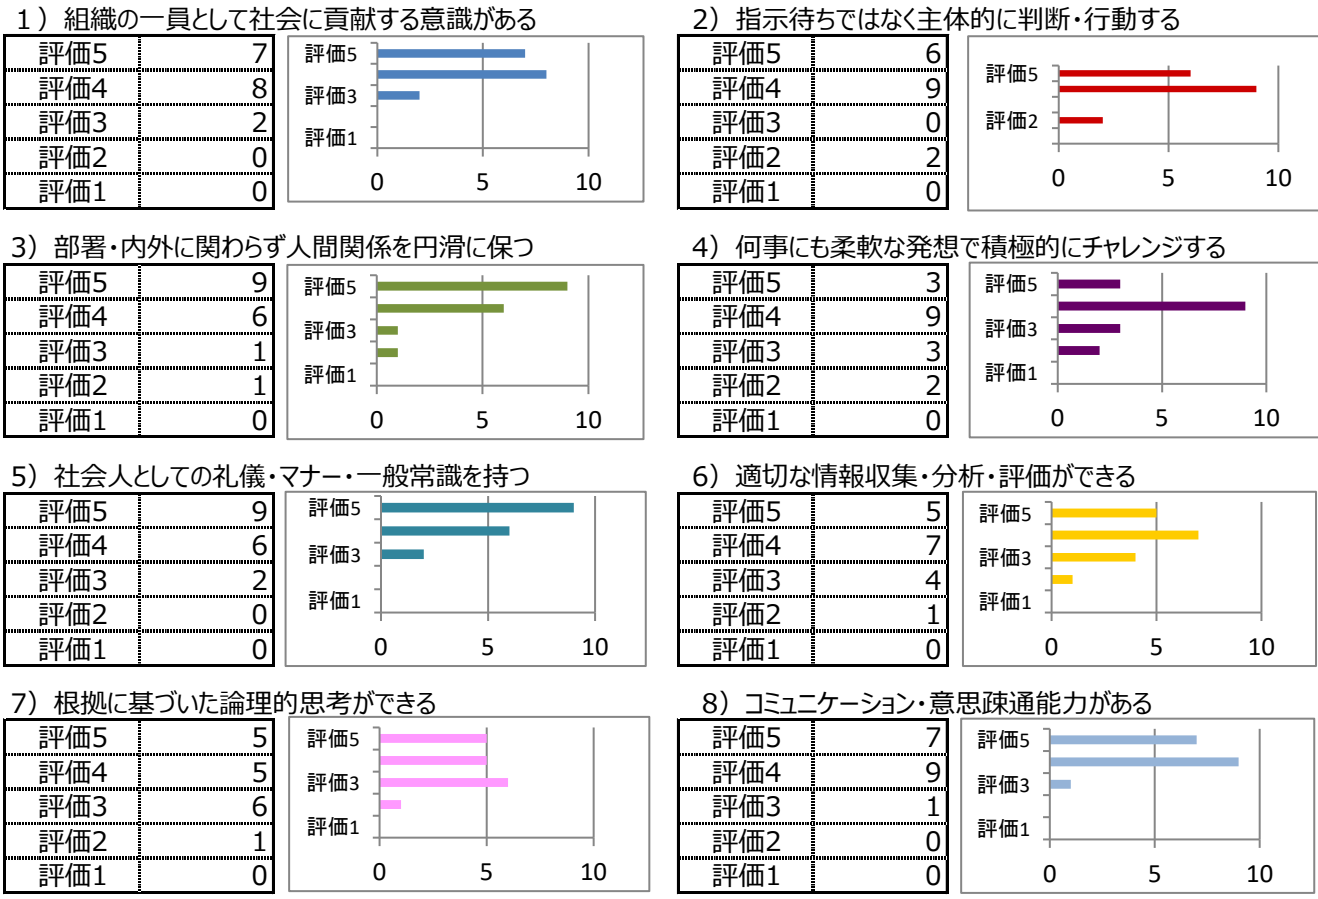 1）組織の一員として社会に貢献する意識がある
評価5 7
評価4 8
評価3 2
評価2 0
評価1 0
評価5
評価3
評価1
0 5 10
2）指示待ちではなく主体的に判断・行動する
評価5 6
評価4 9
評価3 0
評価2 2
評価1 0
評価5
評価2
0 5 10
3）部署・内外に関わらず人間関係を円滑に保つ
評価5 9
評価4 6
評価3 1
評価2 1
評価1 0
評価5
評価3
評価1
0 5 10
4）何事にも柔軟な発想で積極的にチャレンジする
評価5 3
評価4 9
評価3 3
評価2 2
評価1 0
評価5
評価3
評価1
0 5 10
5）社会人としての礼儀・マナー・一般常識を持つ
評価5 9
評価4 6
評価3 2
評価2 0
評価1 0
評価5
評価3
評価1
0 5 10
6）適切な情報収集・分析・評価ができる
評価5 5
評価4 7
評価3 4
評価2 1
評価1 0
評価5
評価3
評価1
0 5 10
7）根拠に基づいた論理的思考ができる
評価5 5
評価4 5
評価3 6
評価2 1
評価1 0
評価5
評価3
評価1
0 5 10
8）コミュニケーション・意思疎通能力がある
評価5 7
評価4 9
評価3 1
評価2 0
評価1 0
評価5
評価3
評価1
0 5 10